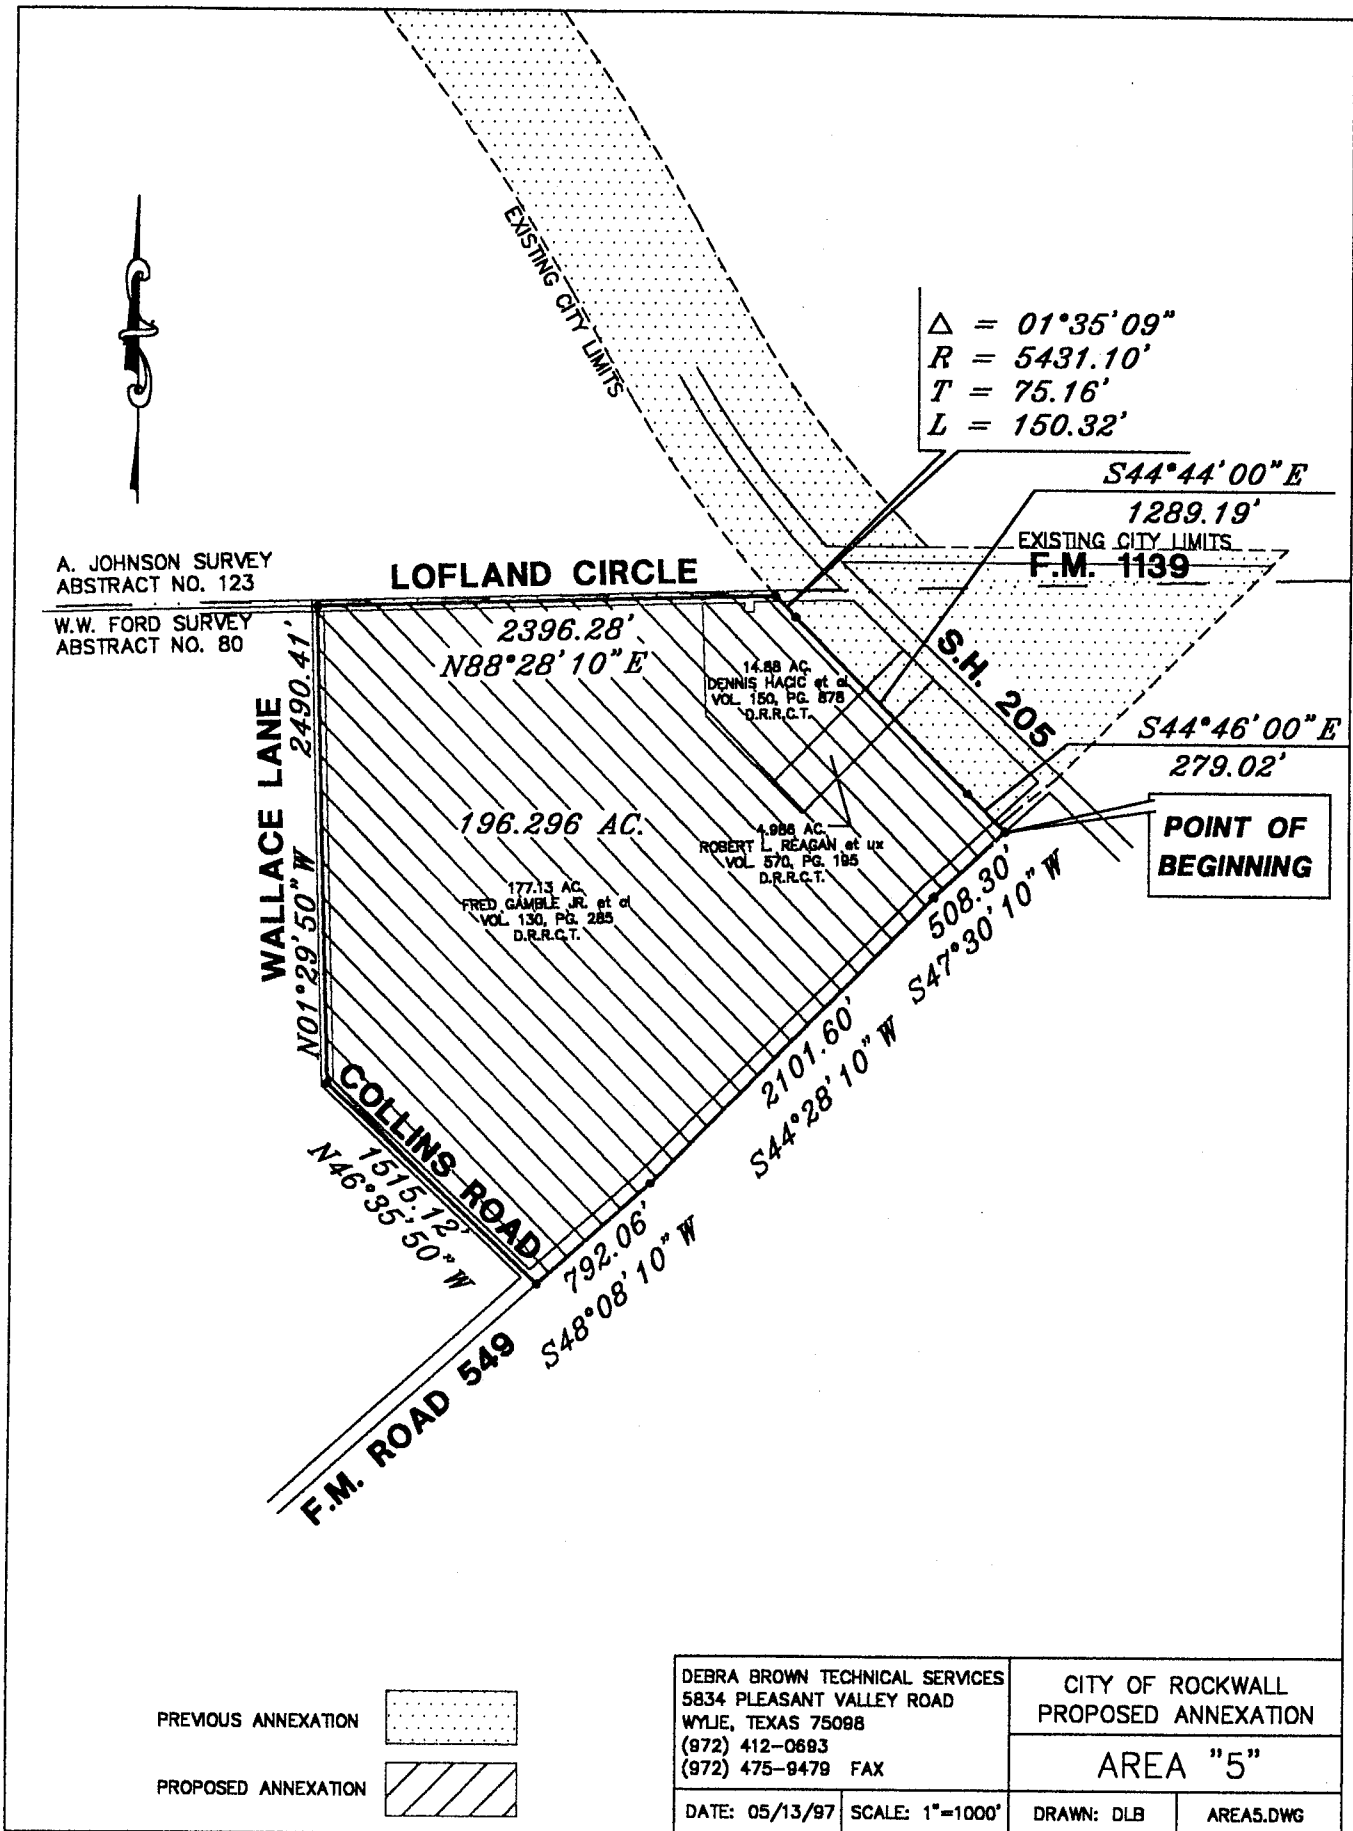 EXISTING CITY LIMITS
Δ = 01°35'09"
R = 5431.10'
T = 75.16'
L = 150.32'
S44°44'00"E
1289.19'
EXISTING CITY LIMITS
F.M. 1139
A. JOHNSON SURVEY
ABSTRACT NO. 123
W.W. FORD SURVEY
ABSTRACT NO. 80
LOFLAND CIRCLE
2396.28'
N88°28'10"E
14.88 AC.
DENNIS HAGIC et al
VOL. 150, PG. 878
D.R.R.C.T.
S.H. 205
S44°46'00"E
279.02'
POINT OF
BEGINNING
WALLACE LANE
2490.41'
N01°29'50"W
196.296 AC.
4.986 AC.
ROBERT L. REAGAN et ux
VOL. 570, PG. 195
D.R.R.C.T.
177.13 AC.
FRED GAMBLE JR. et al
VOL. 130, PG. 285
D.R.R.C.T.
508.30'
S47°30'10"W
2101.60'
S44°28'10"W
COLLINS ROAD
1515.12'
N46°35'50"W
792.06'
S48°08'10"W
F.M. ROAD 549
PREVIOUS ANNEXATION
PROPOSED ANNEXATION
DEBRA BROWN TECHNICAL SERVICES
5834 PLEASANT VALLEY ROAD
WYLIE, TEXAS 75098
(972) 412-0693
(972) 475-9479 FAX
CITY OF ROCKWALL
PROPOSED ANNEXATION
AREA "5"
DATE: 05/13/97
SCALE: 1"=1000'
DRAWN: DLB
AREA5.DWG